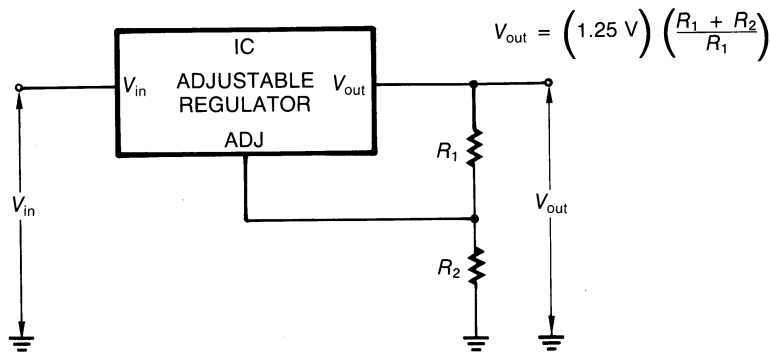 V_out = (1.25 V) ((R_1 + R_2)/R_1)
IC
V_in ADJUSTABLE V_out
REGULATOR
ADJ
R_1
V_in
V_out
R_2